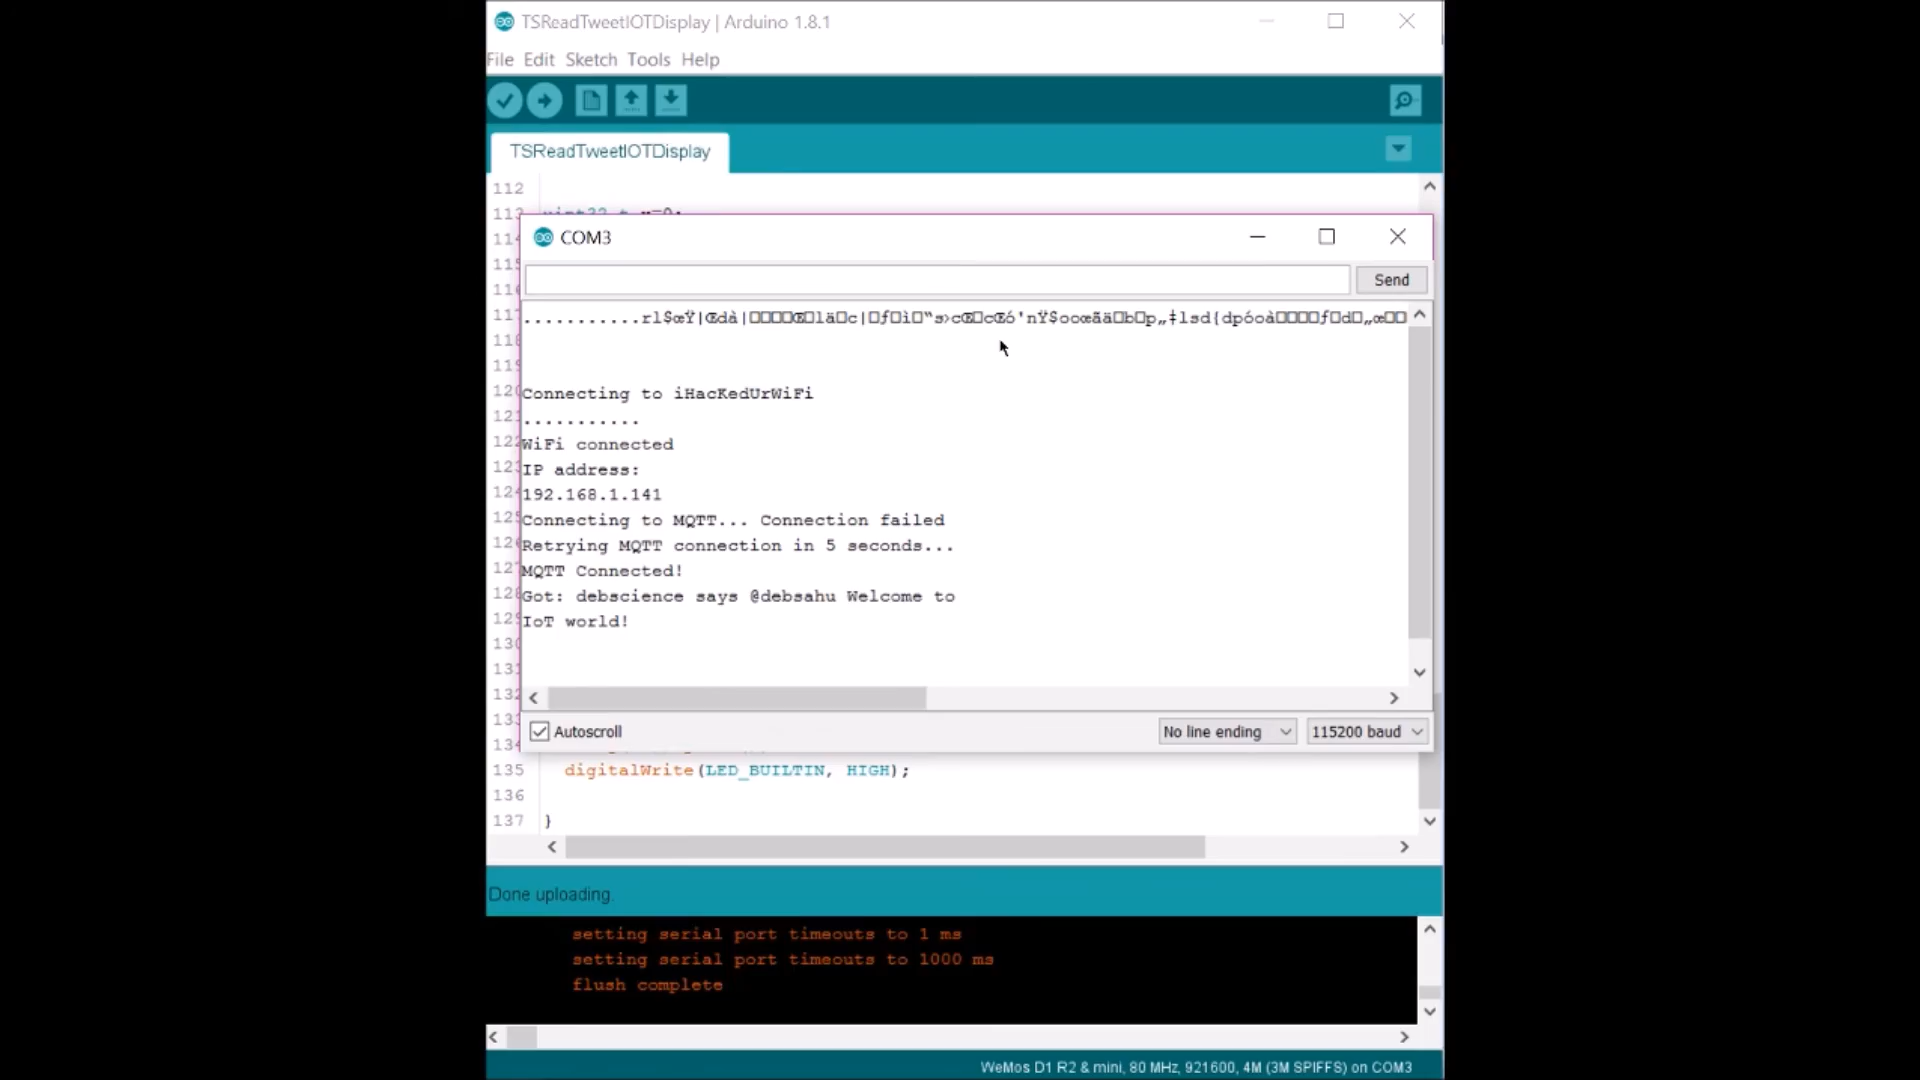 TSReadTweetIOTDisplay | Arduino 1.8.1
File Edit Sketch Tools Help
TSReadTweetIOTDisplay
112
113
COM3
Send
Connecting to iHacKedUrWiFi
...........
WiFi connected
IP address:
192.168.1.141
Connecting to MQTT... Connection failed
Retrying MQTT connection in 5 seconds...
MQTT Connected!
Got: debscience says @debsahu Welcome to
IoT world!
Autoscroll
No line ending
115200 baud
134
135 digitalWrite(LED_BUILTIN, HIGH);
136
137 }
Done uploading.
setting serial port timeouts to 1 ms
setting serial port timeouts to 1000 ms
flush complete
WeMos D1 R2 & mini, 80 MHz, 921600, 4M (3M SPIFFS) on COM3